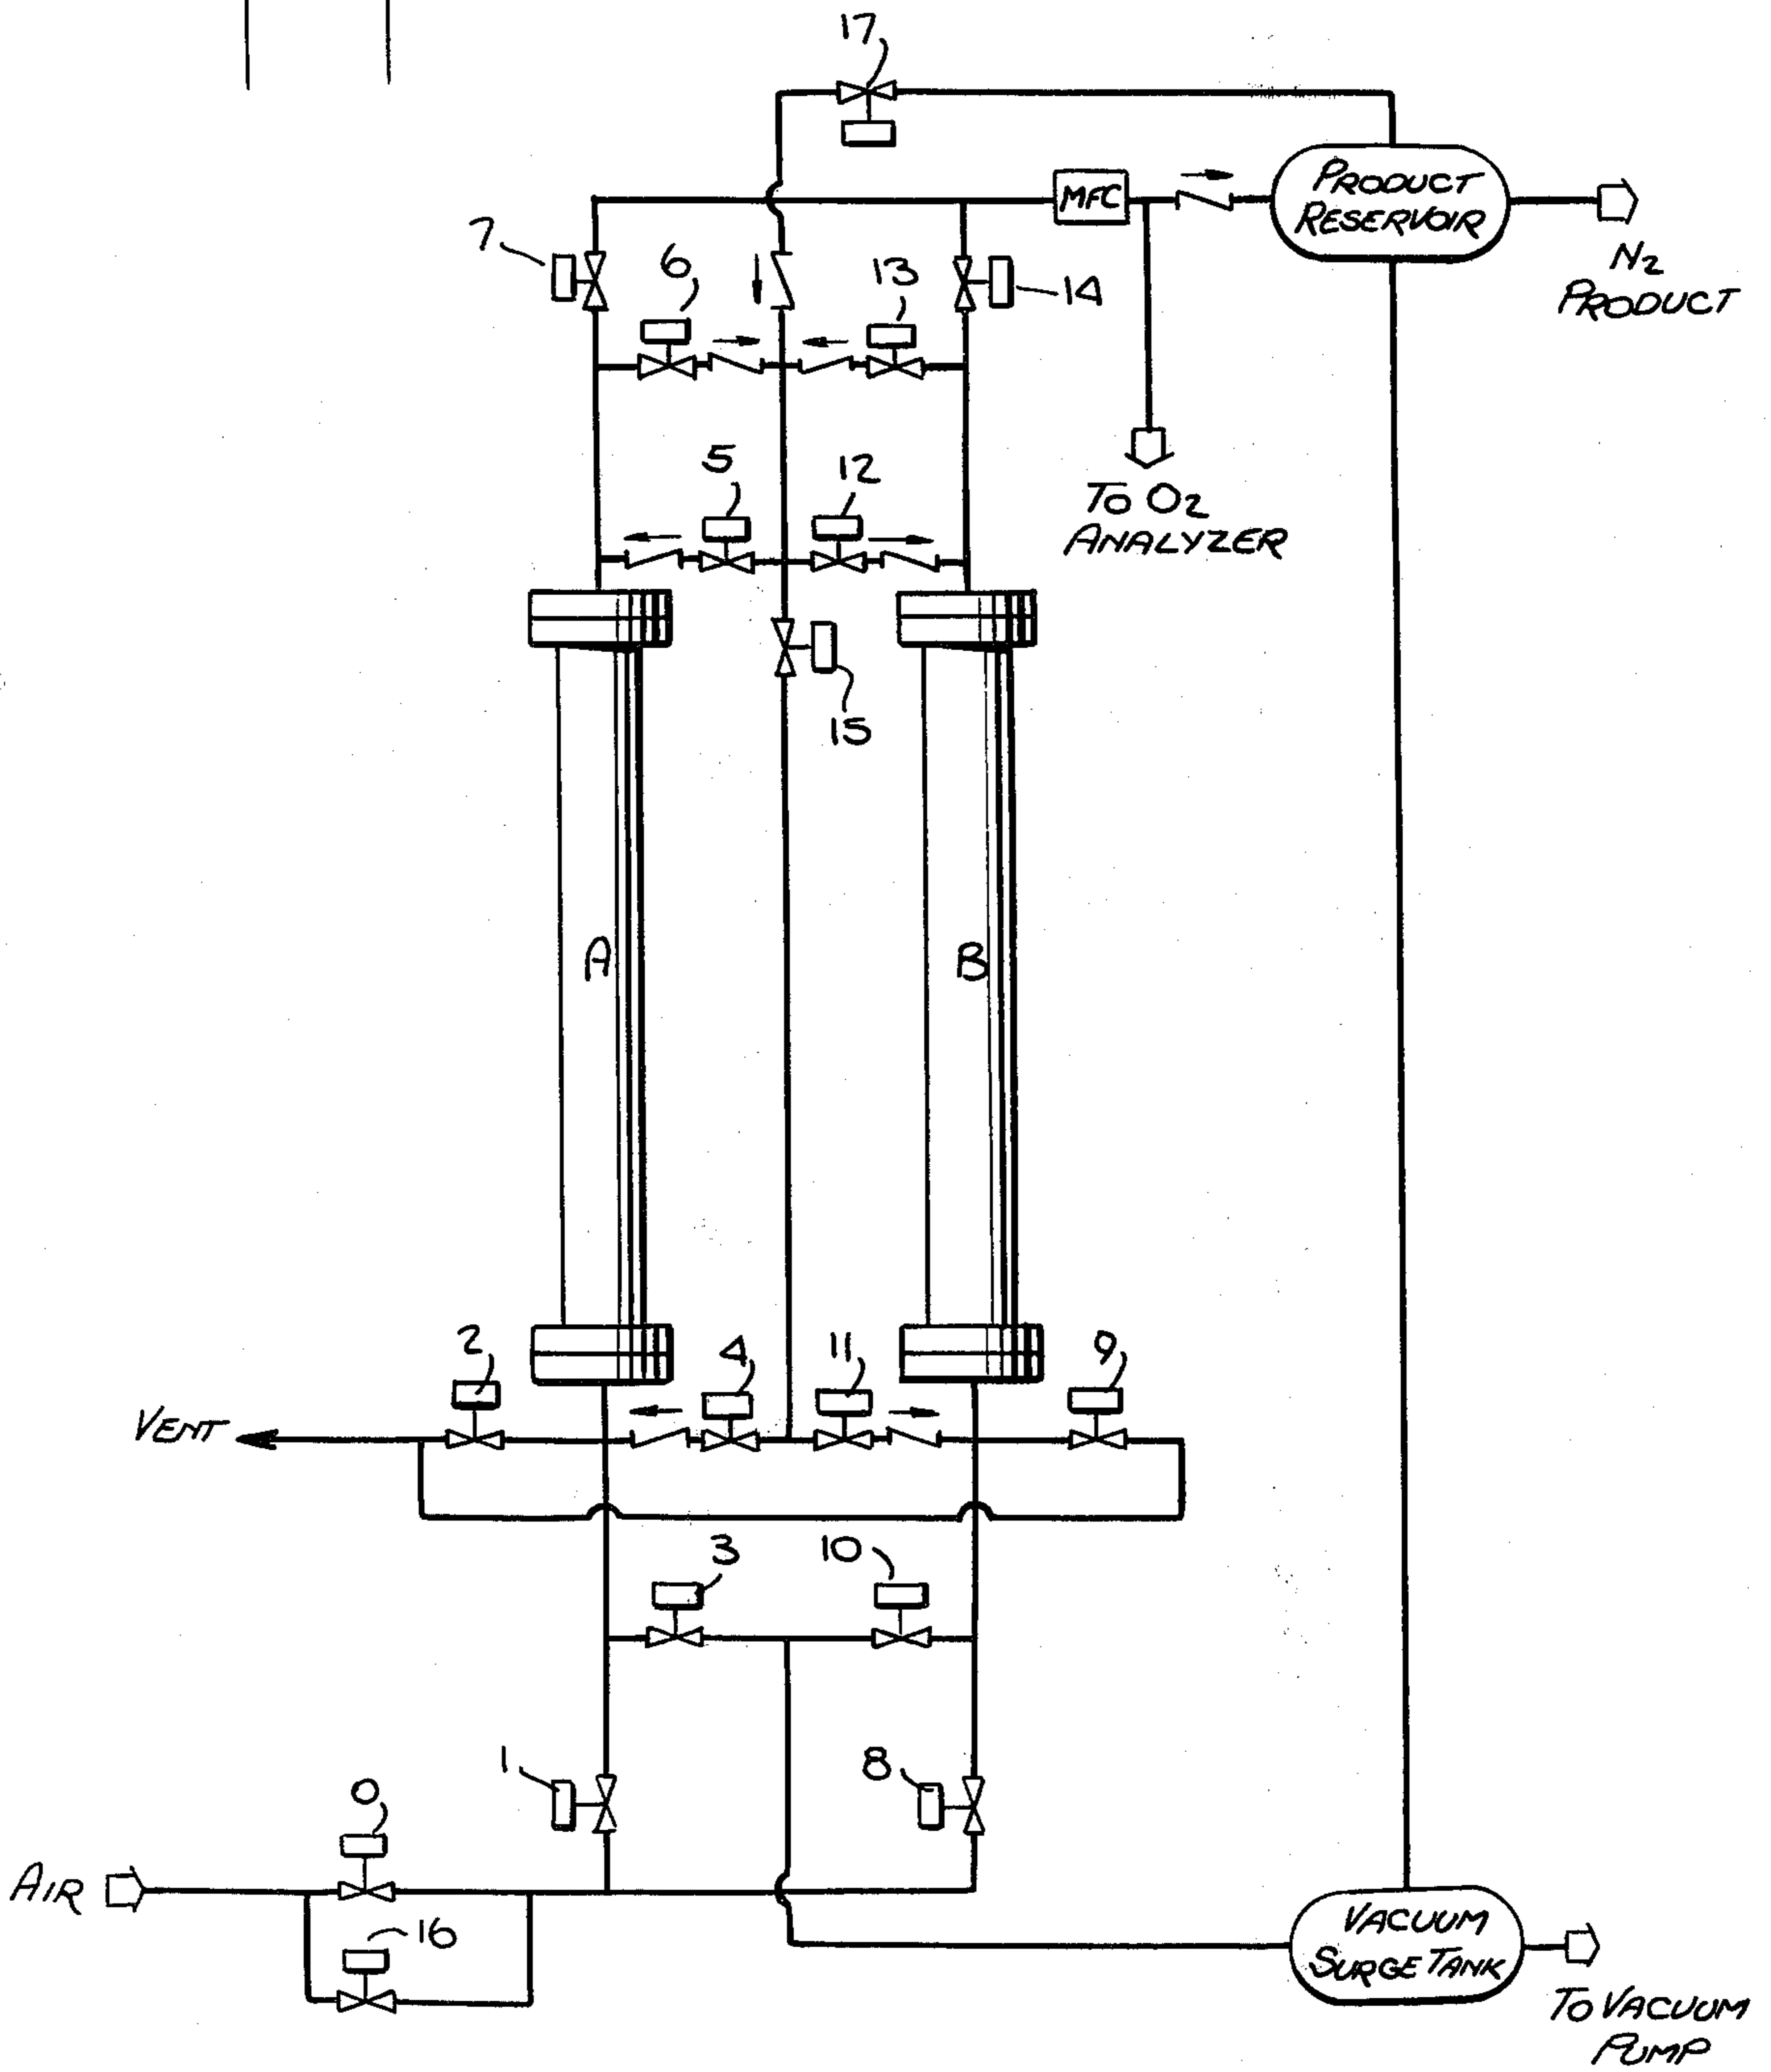 17
MFC
PRODUCT
RESERVOIR
N2
PRODUCT
7
6
13
14
5
12
TO O2
ANALYZER
15
A
B
2
4
11
9
VENT
3
10
1
8
0
AIR
16
VACUUM
SURGE TANK
TO VACUUM
PUMP